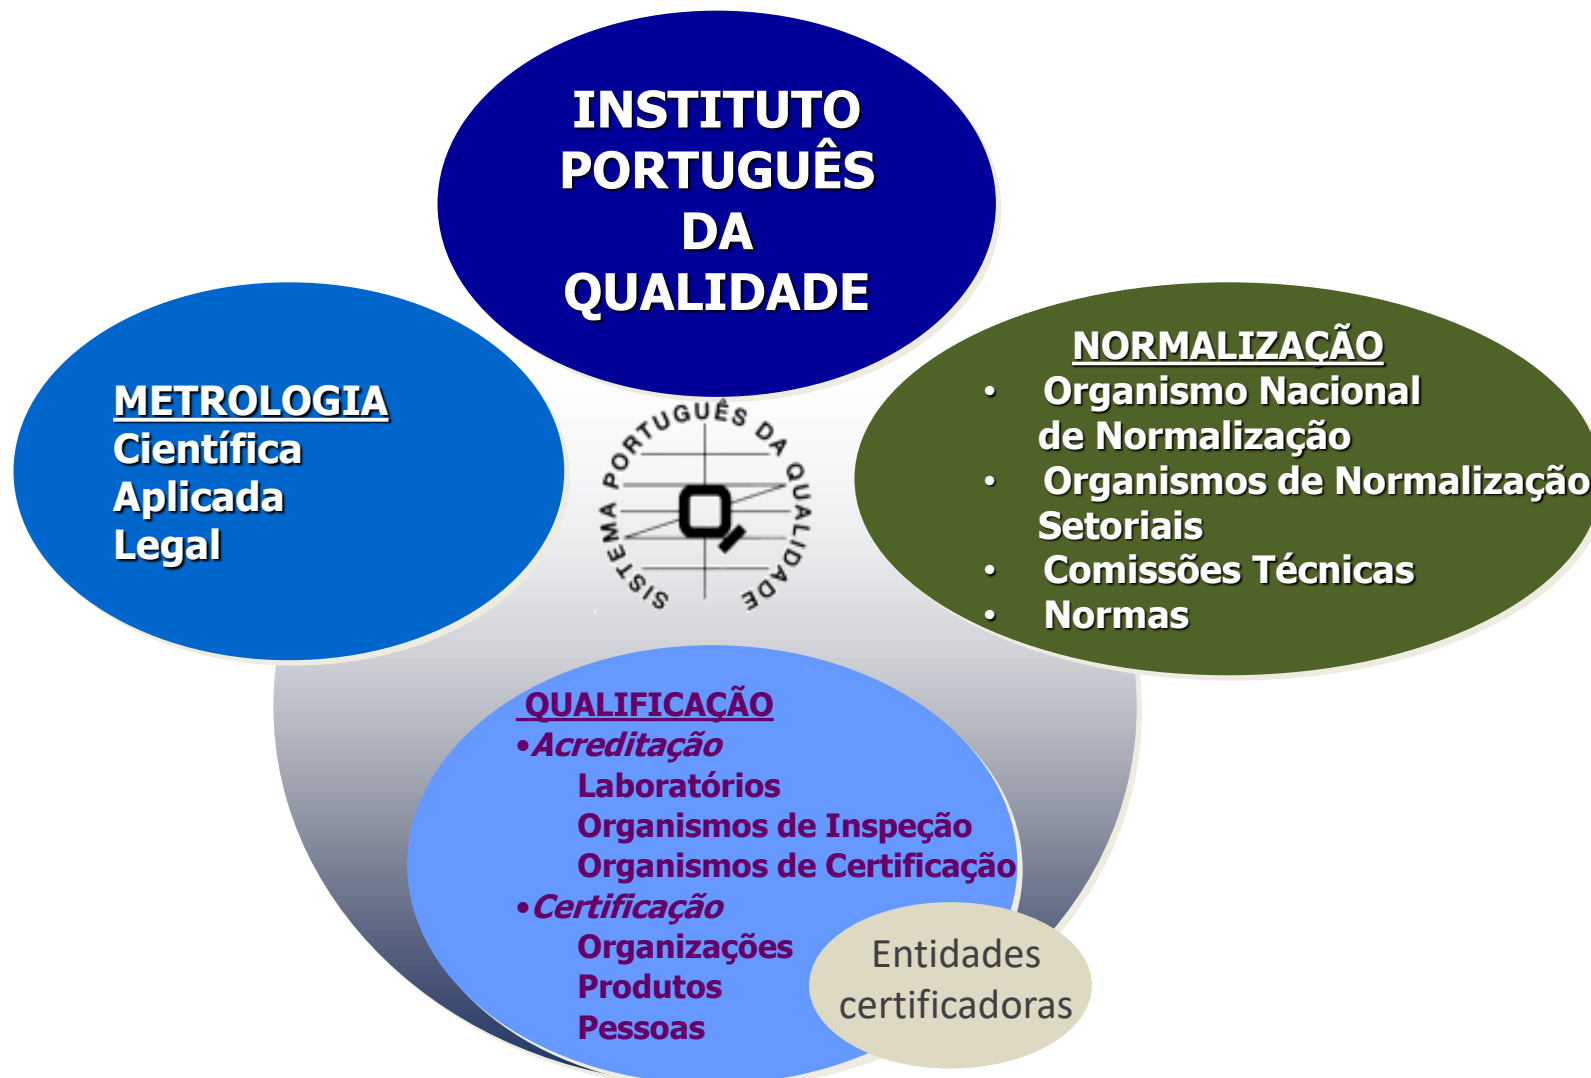 INSTITUTO
PORTUGUÊS
DA
QUALIDADE
METROLOGIA
Científica
Aplicada
Legal
SISTEMA PORTUGUÊS DA QUALIDADE
Q
NORMALIZAÇÃO
• Organismo Nacional
de Normalização
• Organismos de Normalização
Setoriais
• Comissões Técnicas
• Normas
QUALIFICAÇÃO
•Acreditação
Laboratórios
Organismos de Inspeção
Organismos de Certificação
•Certificação
Organizações
Produtos
Pessoas
Entidades
certificadoras